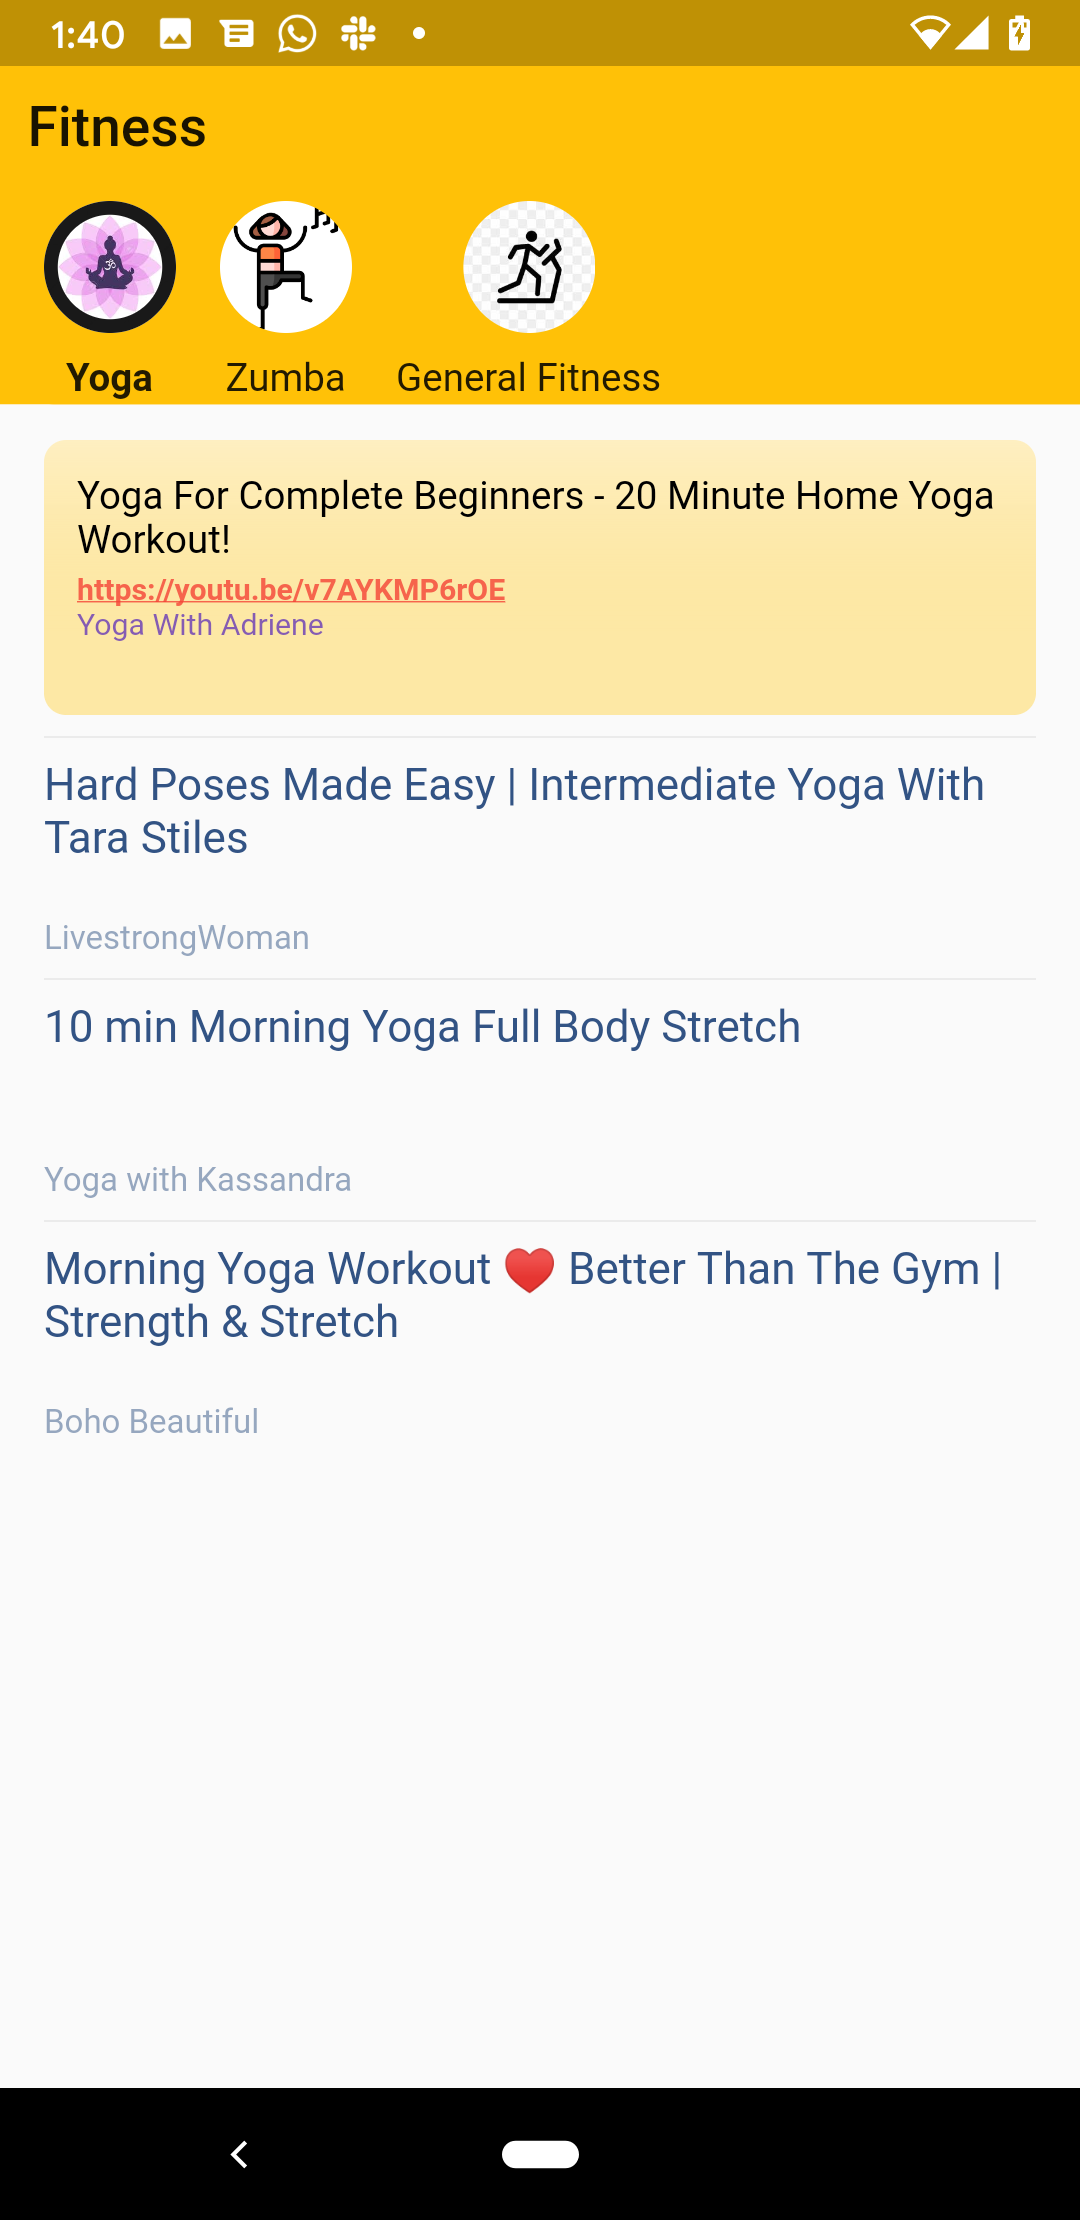 1:40
Fitness
Yoga
Zumba
General Fitness
Yoga For Complete Beginners - 20 Minute Home Yoga
Workout!
https://youtu.be/v7AYKMP6rOE
Yoga With Adriene
Hard Poses Made Easy | Intermediate Yoga With
Tara Stiles
LivestrongWoman
10 min Morning Yoga Full Body Stretch
Yoga with Kassandra
Morning Yoga Workout ❤️ Better Than The Gym |
Strength & Stretch
Boho Beautiful